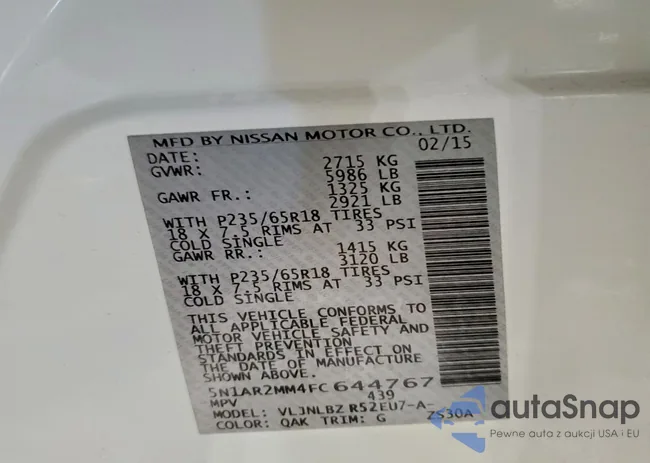 MFD BY NISSAN MOTOR CO., LTD.
DATE: 02/15
GVWR: 2715 KG
5986 LB
GAWR FR.: 1325 KG
2921 LB
WITH P235/65R18 TIRES
18 X 7.5 RIMS AT 33 PSI
COLD SINGLE
GAWR RR.: 1415 KG
3120 LB
WITH P235/65R18 TIRES
18 X 7.5 RIMS AT 33 PSI
COLD SINGLE
THIS VEHICLE CONFORMS TO
ALL APPLICABLE FEDERAL
MOTOR VEHICLE SAFETY AND
THEFT PREVENTION
STANDARDS IN EFFECT ON
THE DATE OF MANUFACTURE
SHOWN ABOVE.
5N1AR2MM4FC644767
MPV 439
MODEL: VLJNLBZ R52EU7-A-
COLOR: QAK TRIM: G ZS30A
autoSnap
Pewne auta z aukcji USA i EU